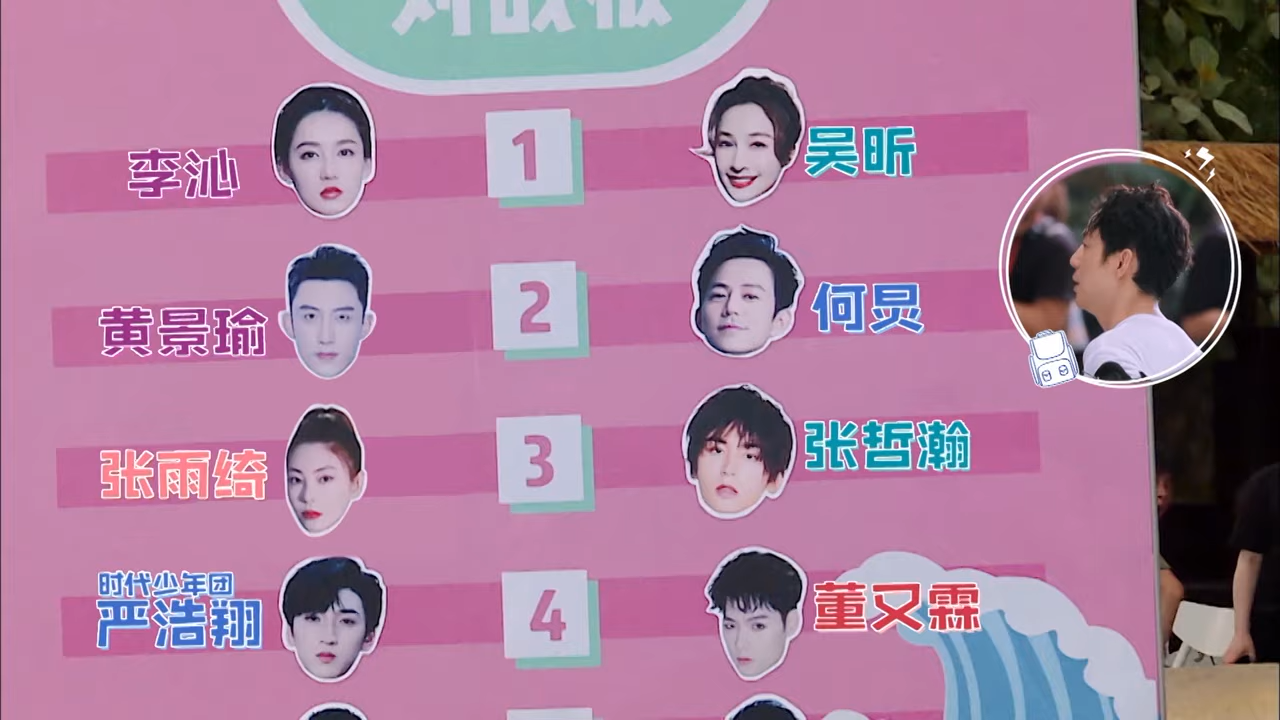 李沁 1 吴昕
黄景瑜 2 何炅
张雨绮 3 张哲瀚
时代少年团
严浩翔 4 董又霖